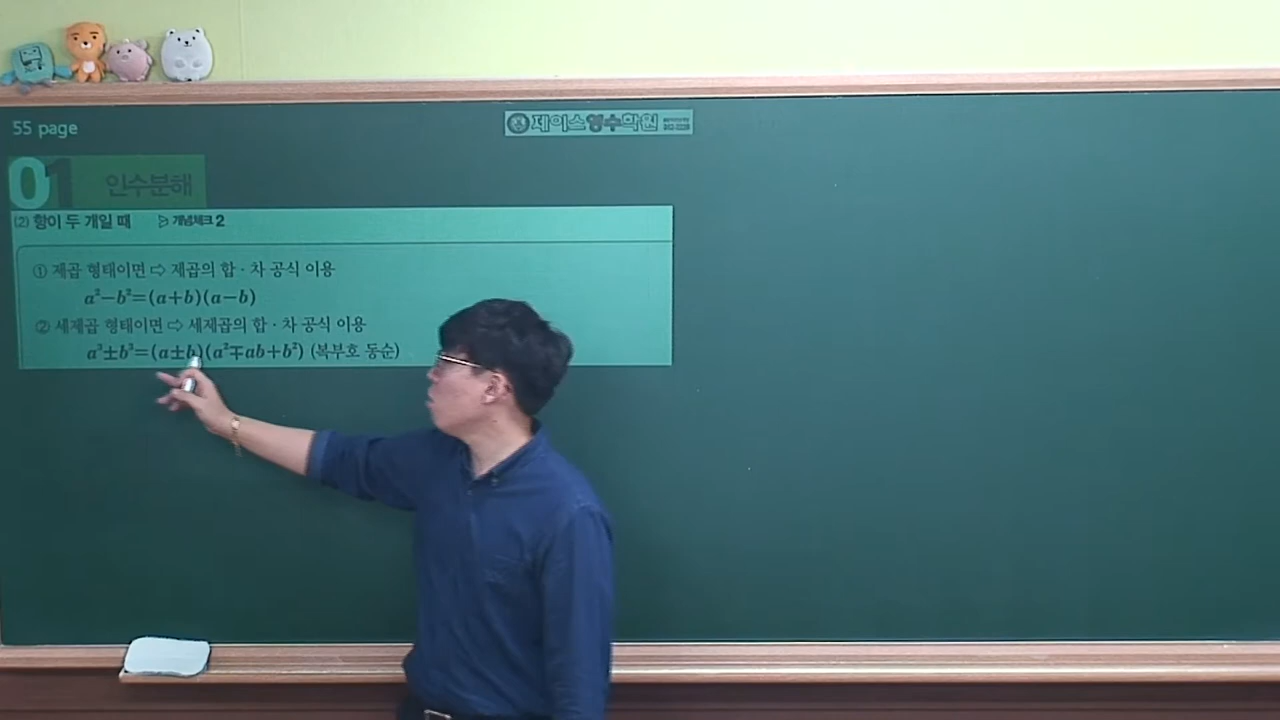 55 page
제이스영수학원
01 인수분해
(2) 항이 두 개일 때 ▷ 개념체크 2
① 제곱 형태이면 ⇨ 제곱의 합·차 공식 이용
a²−b²=(a+b)(a−b)
② 세제곱 형태이면 ⇨ 세제곱의 합·차 공식 이용
a³±b³=(a±b)(a²∓ab+b²) (복부호 동순)